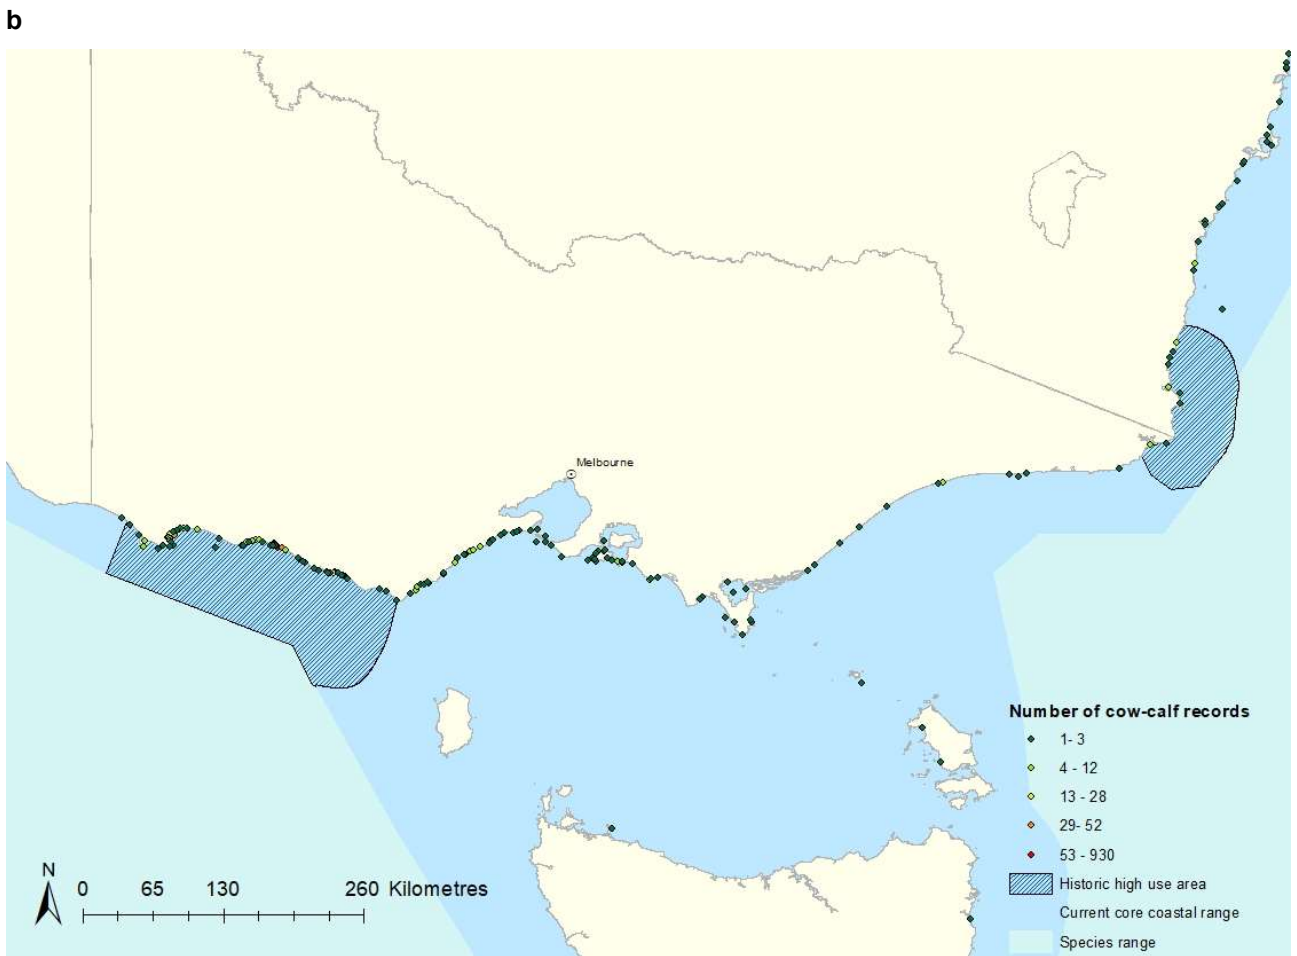 b
Melbourne
Number of cow-calf records
1- 3
4 - 12
13 - 28
29- 52
53 - 930
Historic high use area
Current core coastal range
Species range
N
0 65 130 260 Kilometres